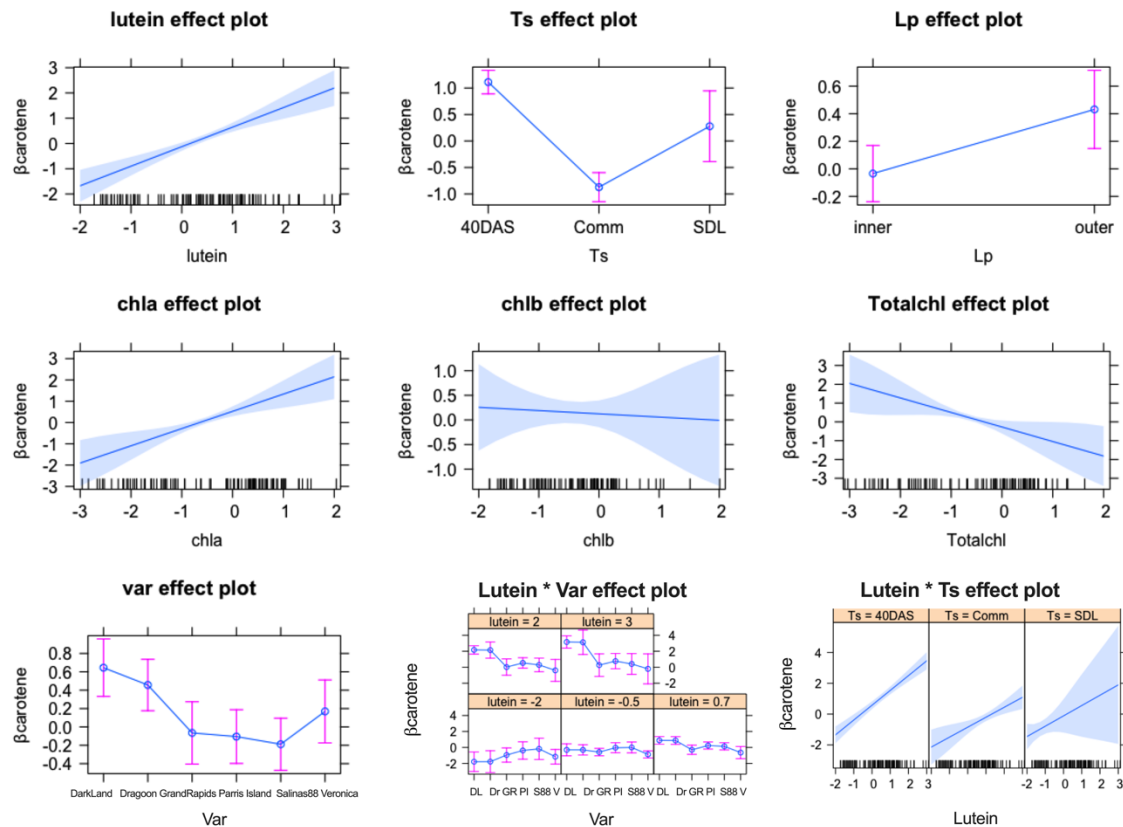 lutein effect plot
βcarotene
3
2
1
0
-1
-2
-2 -1 0 1 2 3
lutein
Ts effect plot
βcarotene
1.0
0.5
0.0
-0.5
-1.0
40DAS Comm SDL
Ts
Lp effect plot
βcarotene
0.6
0.4
0.2
0.0
-0.2
inner outer
Lp
chla effect plot
βcarotene
3
2
1
0
-1
-2
-3
-3 -2 -1 0 1 2
chla
chlb effect plot
βcarotene
1.0
0.5
0.0
-0.5
-1.0
-2 -1 0 1 2
chlb
Totalchl effect plot
βcarotene
3
2
1
0
-1
-2
-3
-3 -2 -1 0 1 2
Totalchl
var effect plot
βcarotene
0.8
0.6
0.4
0.2
0.0
-0.2
-0.4
DarkLand Dragoon GrandRapids Parris Island Salinas88 Veronica
Var
Lutein * Var effect plot
βcarotene
lutein = 2 lutein = 3
4
2
0
-2
lutein = -2 lutein = -0.5 lutein = 0.7
4
2
0
-2
DL Dr GR PI S88 V DL Dr GR PI S88 V DL Dr GR PI S88 V
Var
Lutein * Ts effect plot
βcarotene
Ts = 40DAS Ts = Comm Ts = SDL
4
2
0
-2
-2 -1 0 1 2 3 -2 -1 0 1 2 3 -2 -1 0 1 2 3
Lutein